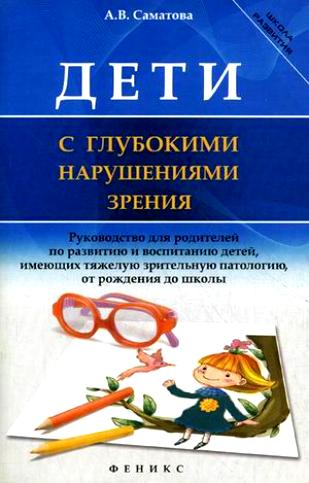 А.В. Саматова
ШКОЛА
РАЗВИТИЯ
ДЕТИ
С ГЛУБОКИМИ
НАРУШЕНИЯМИ
ЗРЕНИЯ
Руководство для родителей
по развитию и воспитанию детей,
имеющих тяжелую зрительную патологию,
от рождения до школы
ФЕНИКС